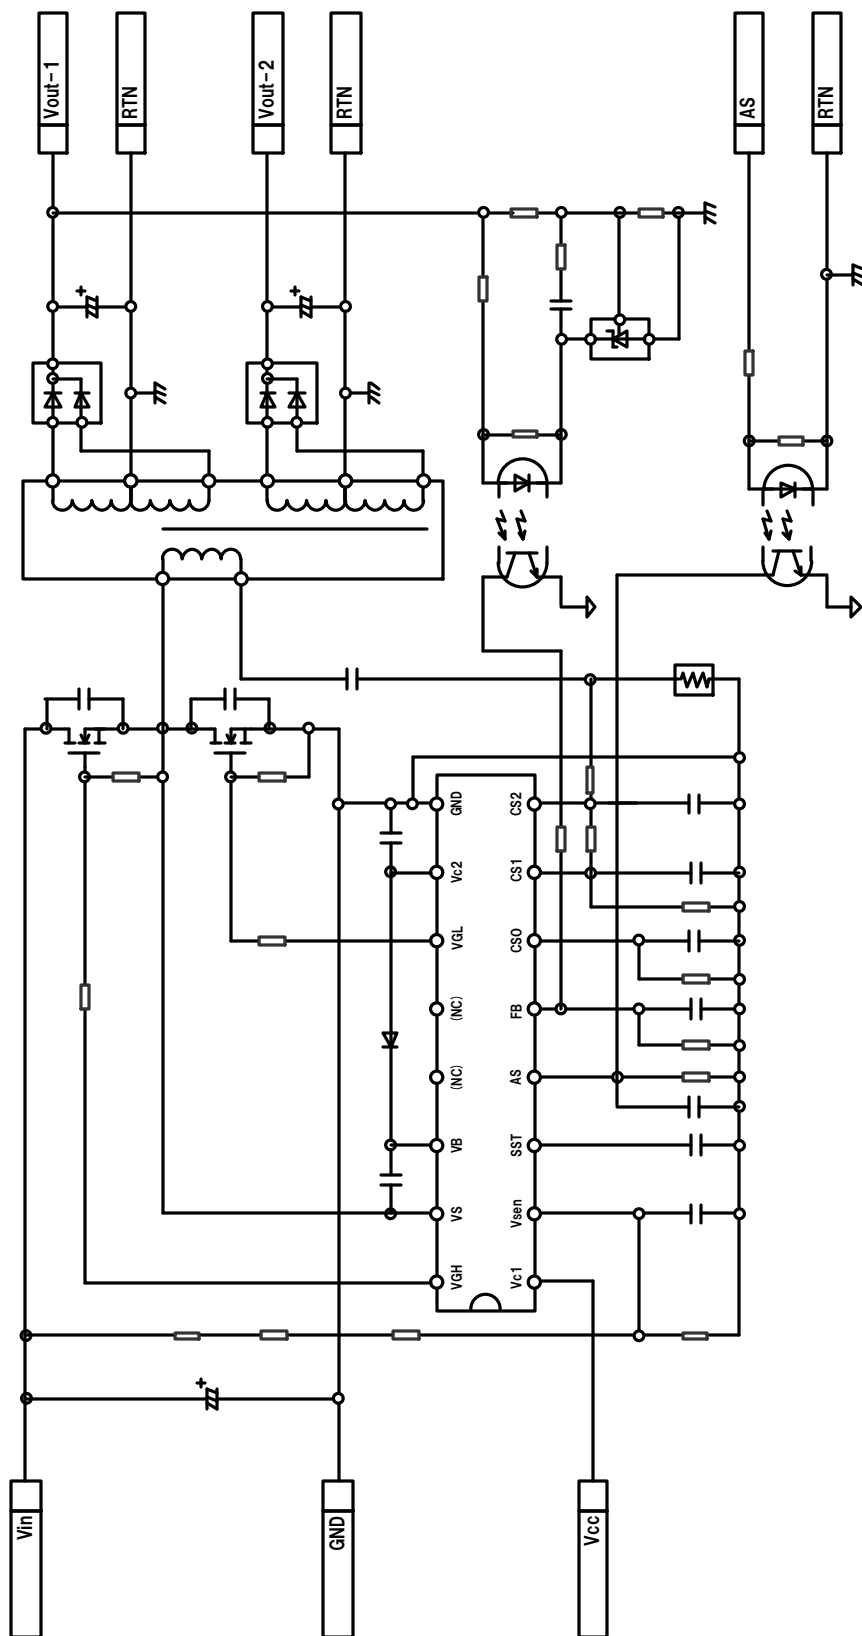 Vout-1
RTN
Vout-2
RTN
AS
RTN
+
+
GND
Vc2
VGL
(NC)
(NC)
VB
VS
VGH
CS2
CS1
CSO
FB
AS
SST
Vsen
Vc1
+
Vin
GND
Vcc